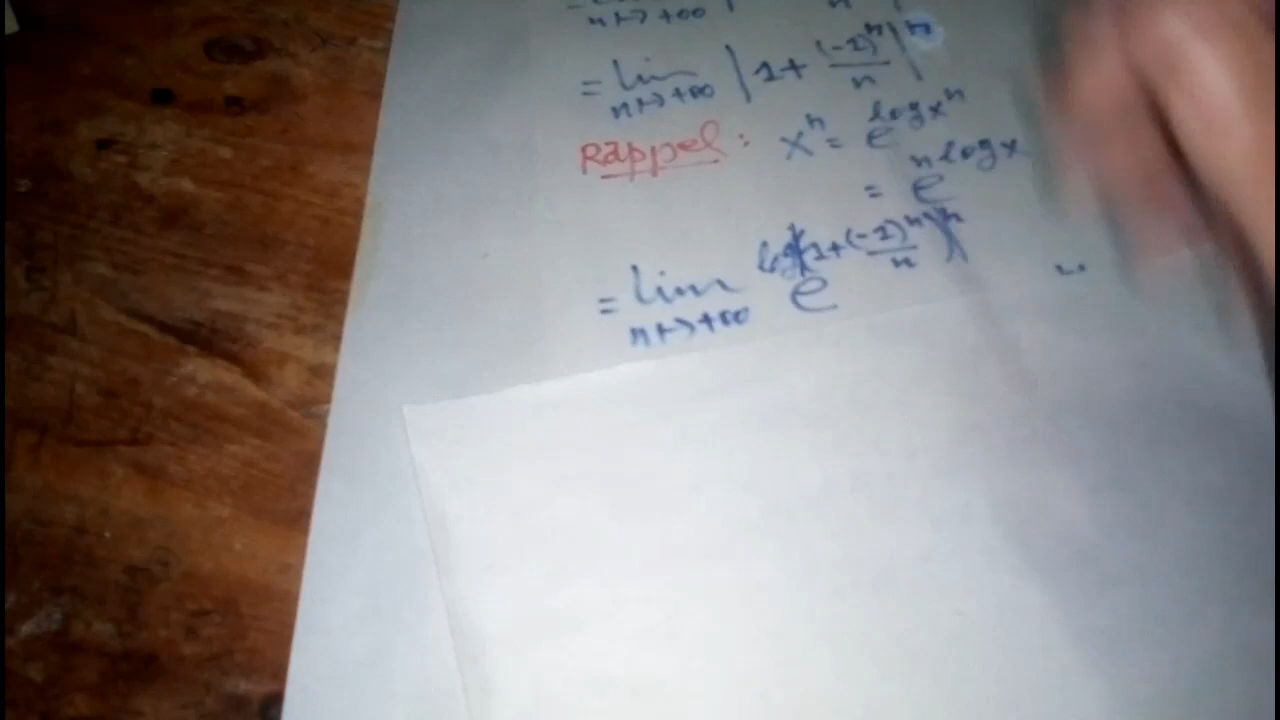 n→+∞ n
= lim |1 + (-1)^n/n|^n
n→+∞
Rappel : x^n = e^{log x^n}
= e^{n log x}
= lim e^{log(1+(-1)^n/n)^n}
n→+∞